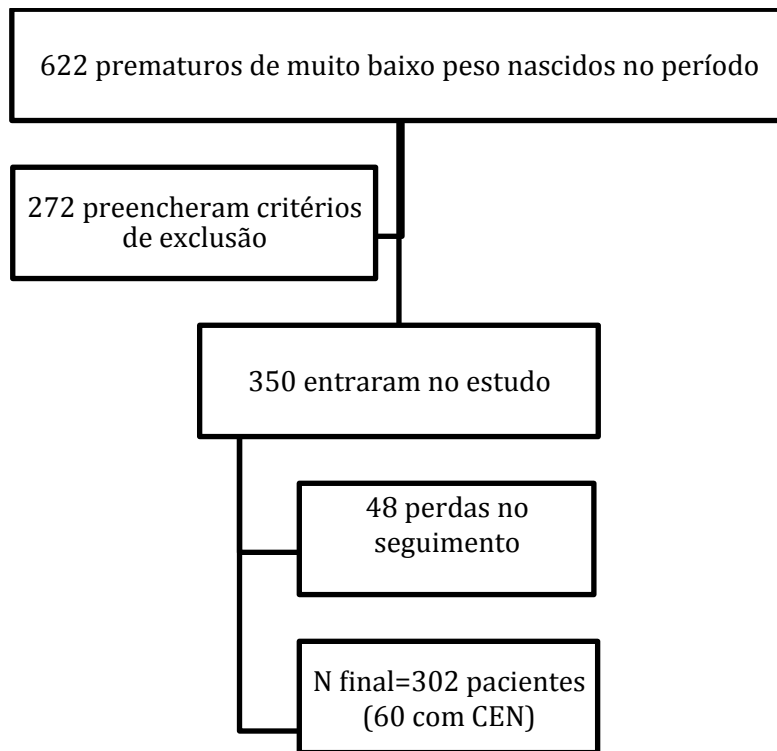 622 prematuros de muito baixo peso nascidos no período
272 preencheram critérios
de exclusão
350 entraram no estudo
48 perdas no
seguimento
N final=302 pacientes
(60 com CEN)